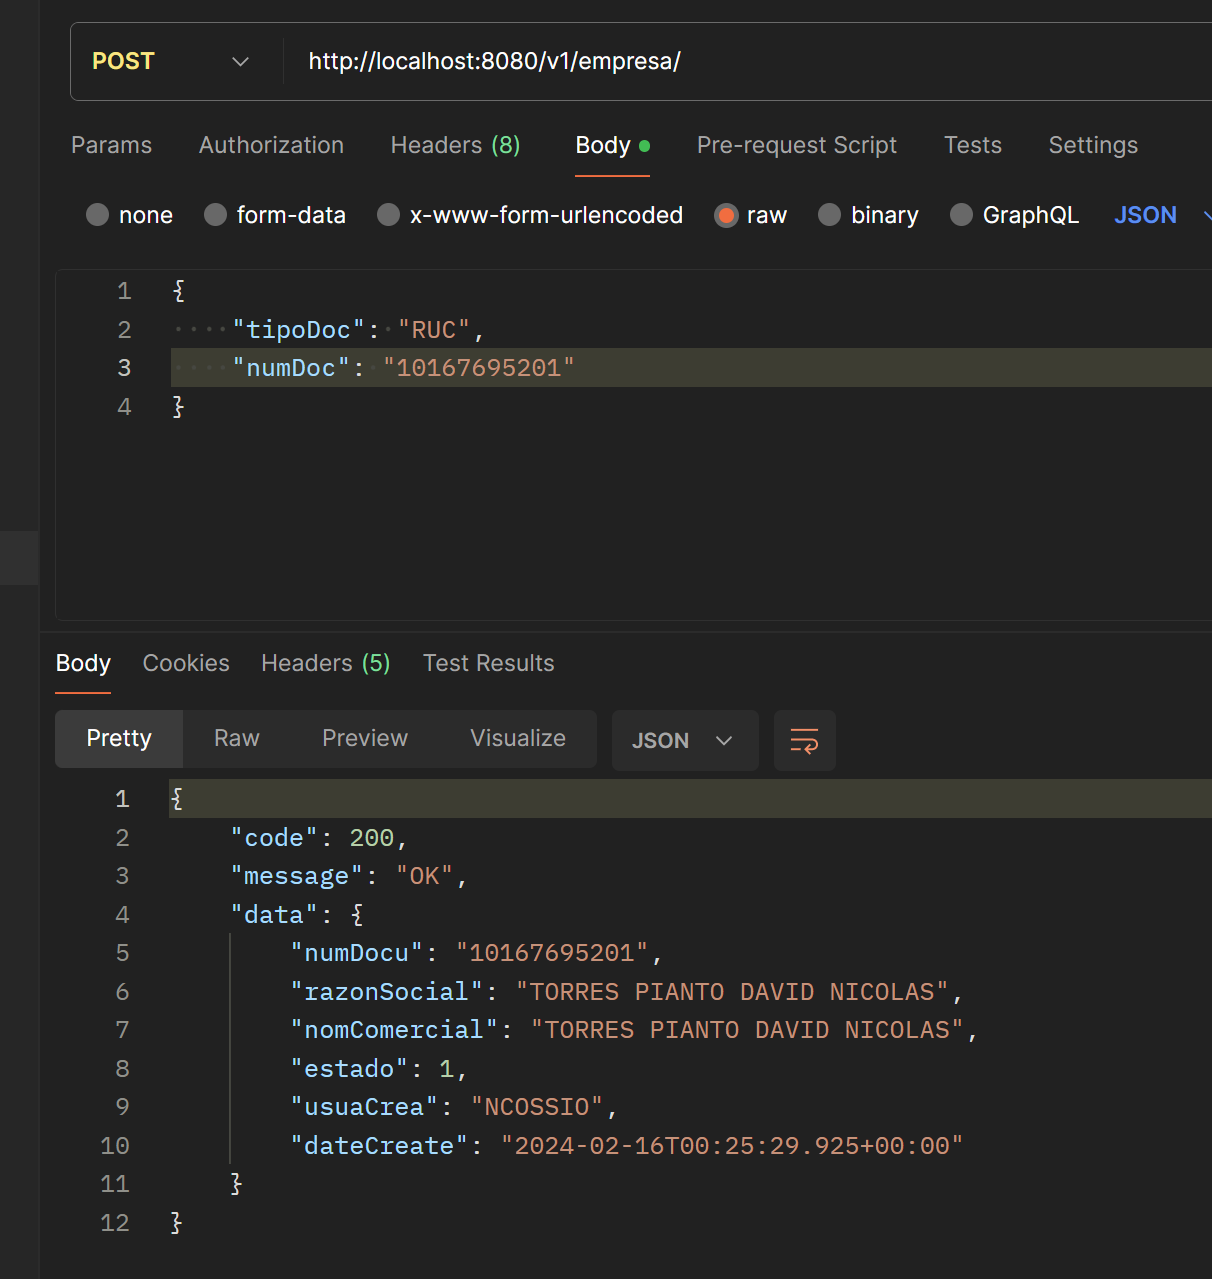 POST http://localhost:8080/v1/empresa/
Params Authorization Headers (8) Body Pre-request Script Tests Settings
none form-data x-www-form-urlencoded raw binary GraphQL JSON
1 {
2 "tipoDoc": "RUC",
3 "numDoc": "10167695201"
4 }
Body Cookies Headers (5) Test Results
Pretty Raw Preview Visualize JSON
1 {
2 "code": 200,
3 "message": "OK",
4 "data": {
5 "numDocu": "10167695201",
6 "razonSocial": "TORRES PIANTO DAVID NICOLAS",
7 "nomComercial": "TORRES PIANTO DAVID NICOLAS",
8 "estado": 1,
9 "usuaCrea": "NCOSSIO",
10 "dateCreate": "2024-02-16T00:25:29.925+00:00"
11 }
12 }